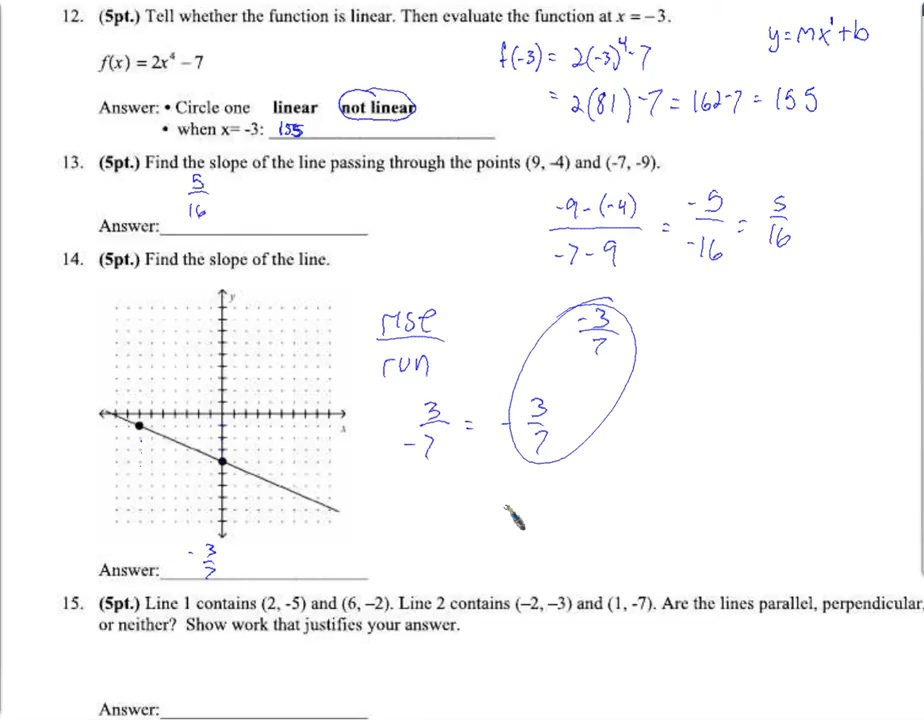 12. (5pt.) Tell whether the function is linear. Then evaluate the function at x = −3.
y=mx¹+b
f(x) = 2x⁴ − 7
f(-3) = 2(-3)⁴-7
= 2(81)-7 = 162-7 = 155
Answer: • Circle one linear not linear
• when x= -3: 155
13. (5pt.) Find the slope of the line passing through the points (9, -4) and (-7, -9).
5/16
-9-(-4)/-7-9 = -5/-16 = 5/16
Answer:
14. (5pt.) Find the slope of the line.
y
x
rise/run
-3/7
3/-7 = -3/7
Answer: -3/7
15. (5pt.) Line 1 contains (2, -5) and (6, −2). Line 2 contains (−2, −3) and (1, -7). Are the lines parallel, perpendicular,
or neither? Show work that justifies your answer.
Answer: